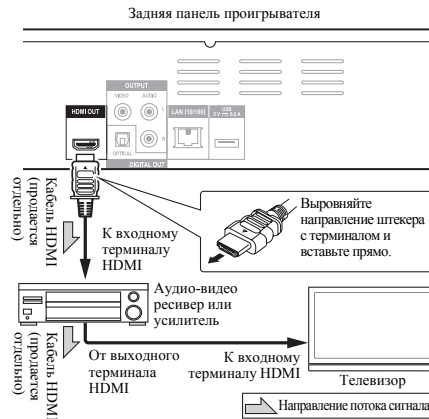 Задняя панель проигрывателя
OUTPUT
VIDEO
AUDIO
HDMI OUT
L
R
OPTICAL
DIGITAL OUT
LAN (10/100)
USB
Кабель HDMI
(продается
отдельно)
К входному
терминалу
HDMI
Выровняйте
направление штекера
с терминалом и
вставьте прямо.
Аудио-видео
ресивер или
усилитель
Кабель HDMI
(продается
отдельно)
От выходного
терминала
HDMI
К входному
терминалу HDMI
Телевизор
Направление потока сигнала